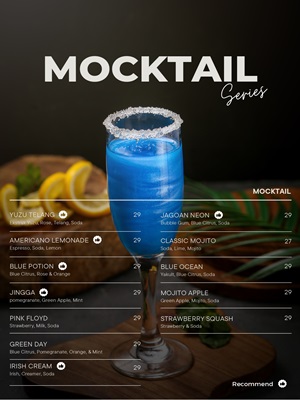 MOCKTAIL
Series
MOCKTAIL
YUZU TELANG 29
Lemon, Yuzu, Rose, Telang, Soda
AMERICANO LEMONADE 29
Espresso, Soda, Lemon
BLUE POTION 29
Blue Citrus, Rose & Orange
JINGGA 29
pomegranate, Green Apple, Mint
PINK FLOYD 29
Strawberry, Milk, Soda
GREEN DAY 29
Blue Citrus, Pomegranate, Orange, & Mint
IRISH CREAM 29
Irish, Creamer, Soda
JAGOAN NEON 29
Bubble Gum, Blue Citrus, Soda
CLASSIC MOJITO 27
Soda, Lime, Mojito
BLUE OCEAN 29
Yakult, Blue Citrus, Soda
MOJITO APPLE 29
Green Apple, Mojito, Soda
STRAWBERRY SQUASH 29
Strawberry & Soda
Recommend